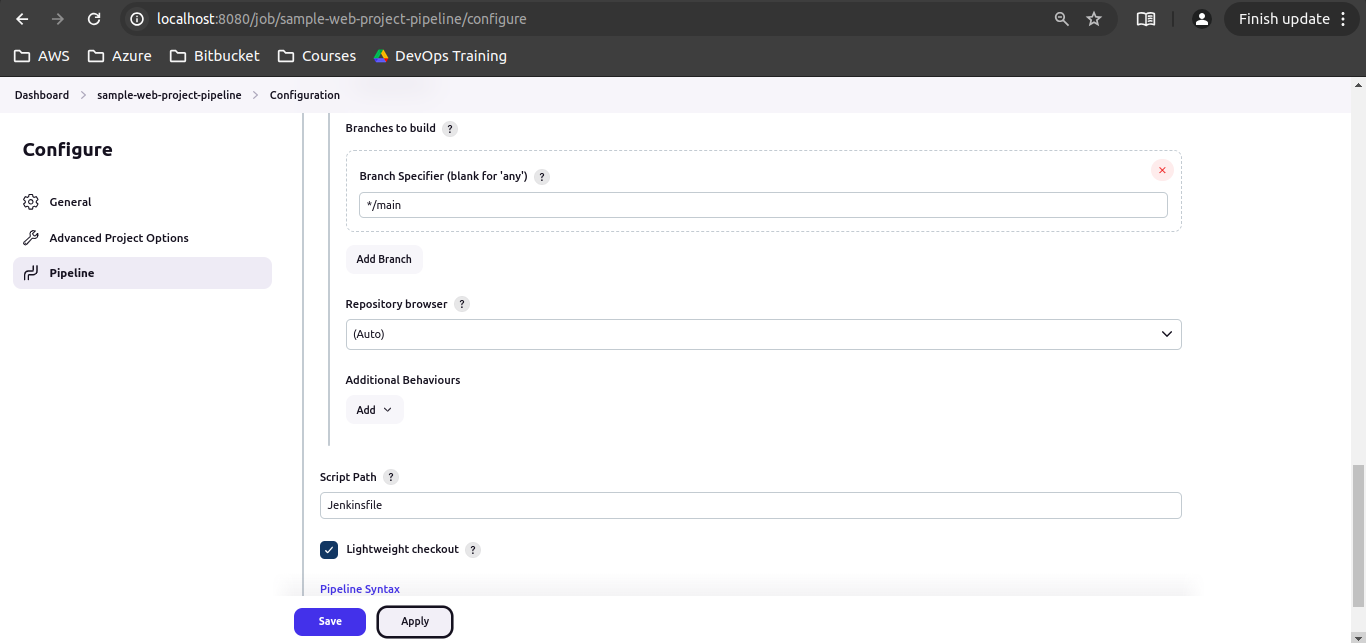 localhost:8080/job/sample-web-project-pipeline/configure
Finish update
AWS Azure Bitbucket Courses DevOps Training
Dashboard > sample-web-project-pipeline > Configuration
Configure
General
Advanced Project Options
Pipeline
Branches to build ?
Branch Specifier (blank for 'any') ?
*/main
Add Branch
Repository browser ?
(Auto)
Additional Behaviours
Add
Script Path ?
Jenkinsfile
Lightweight checkout ?
Pipeline Syntax
Save Apply